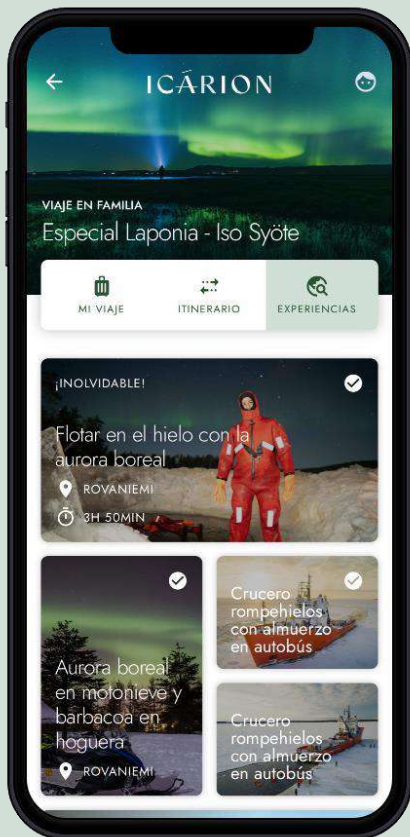 ICÁRION
VIAJE EN FAMILIA
Especial Laponia - Iso Syöte
MI VIAJE
ITINERARIO
EXPERIENCIAS
¡INOLVIDABLE!
Flotar en el hielo con la
aurora boreal
ROVANIEMI
3H 50MIN
Aurora boreal
en motonieve y
barbacoa en
hoguera
ROVANIEMI
Crucero
rompehielos
con almuerzo
en autobús
Crucero
rompehielos
con almuerzo
en autobús